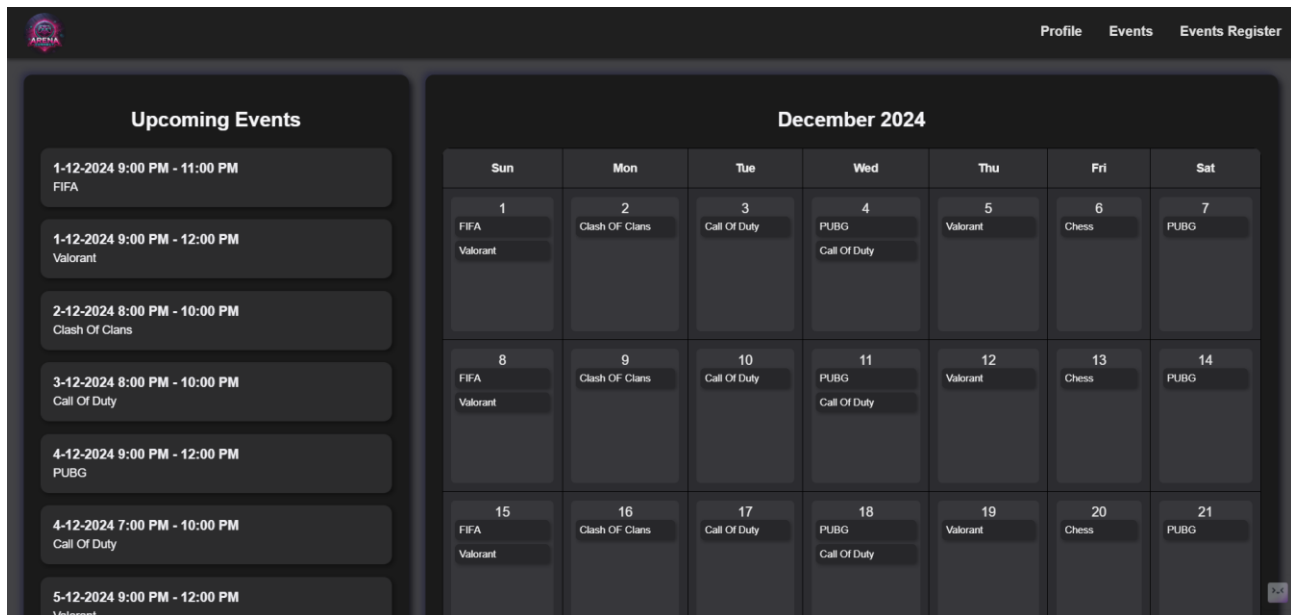 ARENA
Profile Events Events Register
Upcoming Events
1-12-2024 9:00 PM - 11:00 PM
FIFA
1-12-2024 9:00 PM - 12:00 PM
Valorant
2-12-2024 8:00 PM - 10:00 PM
Clash Of Clans
3-12-2024 8:00 PM - 10:00 PM
Call Of Duty
4-12-2024 9:00 PM - 12:00 PM
PUBG
4-12-2024 7:00 PM - 10:00 PM
Call Of Duty
5-12-2024 9:00 PM - 12:00 PM
Valorant
December 2024
Sun Mon Tue Wed Thu Fri Sat
1 2 3 4 5 6 7
FIFA Clash OF Clans Call Of Duty PUBG Valorant Chess PUBG
Valorant Call Of Duty
8 9 10 11 12 13 14
FIFA Clash OF Clans Call Of Duty PUBG Valorant Chess PUBG
Valorant Call Of Duty
15 16 17 18 19 20 21
FIFA Clash OF Clans Call Of Duty PUBG Valorant Chess PUBG
Valorant Call Of Duty